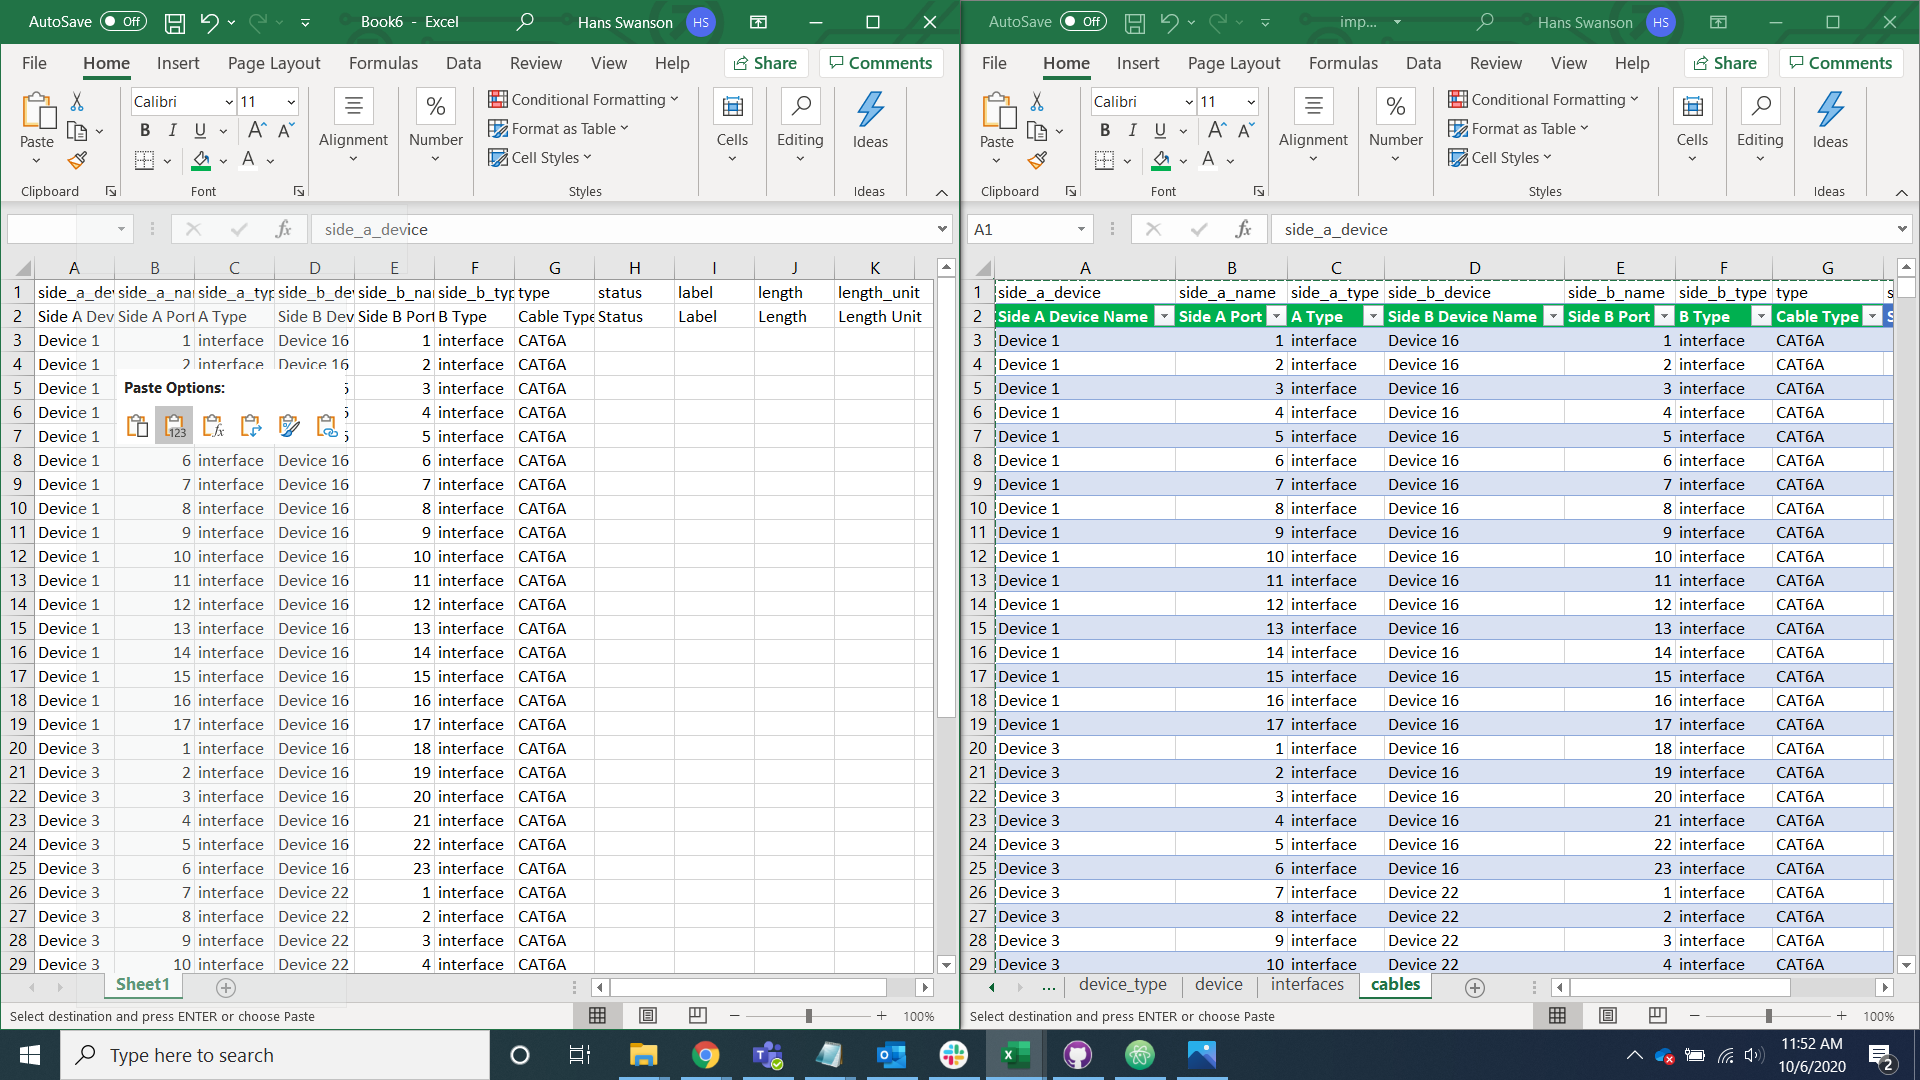 AutoSave Off Book6 - Excel Hans Swanson HS
File Home Insert Page Layout Formulas Data Review View Help Share Comments
Paste Calibri 11 B I U A A A Alignment Number % Conditional Formatting Format as Table Cell Styles Cells Editing Ideas
Clipboard Font Styles Ideas
fx side_a_device
A B C D E F G H I J K
1 side_a_dev side_a_nar side_a_typ side_b_dev side_b_nar side_b_typ type status label length length_unit
2 Side A Dev Side A Port A Type Side B Dev Side B Port B Type Cable Type Status Label Length Length Unit
3 Device 1 1 interface Device 16 1 interface CAT6A
4 Device 1 2 interface Device 16 2 interface CAT6A
5 Device 1 Paste Options: 3 interface CAT6A
6 Device 1 4 interface CAT6A
7 Device 1 123 fx 5 interface CAT6A
8 Device 1 6 interface Device 16 6 interface CAT6A
9 Device 1 7 interface Device 16 7 interface CAT6A
10 Device 1 8 interface Device 16 8 interface CAT6A
11 Device 1 9 interface Device 16 9 interface CAT6A
12 Device 1 10 interface Device 16 10 interface CAT6A
13 Device 1 11 interface Device 16 11 interface CAT6A
14 Device 1 12 interface Device 16 12 interface CAT6A
15 Device 1 13 interface Device 16 13 interface CAT6A
16 Device 1 14 interface Device 16 14 interface CAT6A
17 Device 1 15 interface Device 16 15 interface CAT6A
18 Device 1 16 interface Device 16 16 interface CAT6A
19 Device 1 17 interface Device 16 17 interface CAT6A
20 Device 3 1 interface Device 16 18 interface CAT6A
21 Device 3 2 interface Device 16 19 interface CAT6A
22 Device 3 3 interface Device 16 20 interface CAT6A
23 Device 3 4 interface Device 16 21 interface CAT6A
24 Device 3 5 interface Device 16 22 interface CAT6A
25 Device 3 6 interface Device 16 23 interface CAT6A
26 Device 3 7 interface Device 22 1 interface CAT6A
27 Device 3 8 interface Device 22 2 interface CAT6A
28 Device 3 9 interface Device 22 3 interface CAT6A
29 Device 3 10 interface Device 22 4 interface CAT6A
Sheet1
Select destination and press ENTER or choose Paste 100%
AutoSave Off imp... Hans Swanson HS
File Home Insert Page Layout Formulas Data Review View Help Share Comments
Paste Calibri 11 B I U A A A Alignment Number % Conditional Formatting Format as Table Cell Styles Cells Editing Ideas
Clipboard Font Styles Ideas
A1 fx side_a_device
A B C D E F G
1 side_a_device side_a_name side_a_type side_b_device side_b_name side_b_type type s
2 Side A Device Name Side A Port A Type Side B Device Name Side B Port B Type Cable Type S
3 Device 1 1 interface Device 16 1 interface CAT6A
4 Device 1 2 interface Device 16 2 interface CAT6A
5 Device 1 3 interface Device 16 3 interface CAT6A
6 Device 1 4 interface Device 16 4 interface CAT6A
7 Device 1 5 interface Device 16 5 interface CAT6A
8 Device 1 6 interface Device 16 6 interface CAT6A
9 Device 1 7 interface Device 16 7 interface CAT6A
10 Device 1 8 interface Device 16 8 interface CAT6A
11 Device 1 9 interface Device 16 9 interface CAT6A
12 Device 1 10 interface Device 16 10 interface CAT6A
13 Device 1 11 interface Device 16 11 interface CAT6A
14 Device 1 12 interface Device 16 12 interface CAT6A
15 Device 1 13 interface Device 16 13 interface CAT6A
16 Device 1 14 interface Device 16 14 interface CAT6A
17 Device 1 15 interface Device 16 15 interface CAT6A
18 Device 1 16 interface Device 16 16 interface CAT6A
19 Device 1 17 interface Device 16 17 interface CAT6A
20 Device 3 1 interface Device 16 18 interface CAT6A
21 Device 3 2 interface Device 16 19 interface CAT6A
22 Device 3 3 interface Device 16 20 interface CAT6A
23 Device 3 4 interface Device 16 21 interface CAT6A
24 Device 3 5 interface Device 16 22 interface CAT6A
25 Device 3 6 interface Device 16 23 interface CAT6A
26 Device 3 7 interface Device 22 1 interface CAT6A
27 Device 3 8 interface Device 22 2 interface CAT6A
28 Device 3 9 interface Device 22 3 interface CAT6A
29 Device 3 10 interface Device 22 4 interface CAT6A
... device_type device interfaces cables
Select destination and press ENTER or choose Paste 100%
Type here to search 11:52 AM
10/6/2020 2